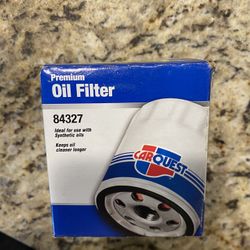 Premium
Oil Filter
84327
Ideal for use with
Synthetic oils
Keeps oil
cleaner longer
CARQUEST